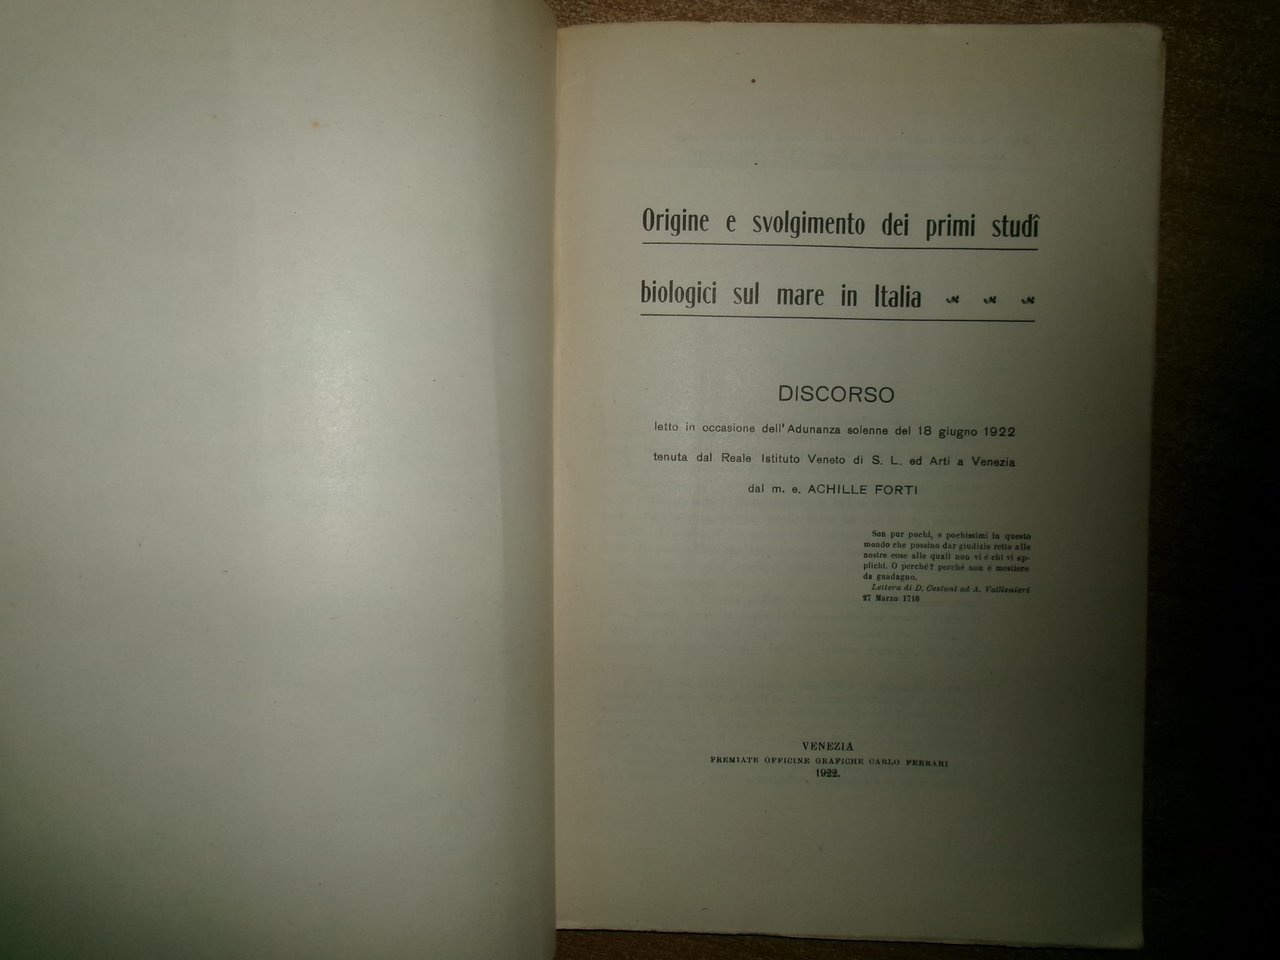 Origine e svolgimento dei primi studî
biologici sul mare in Italia
DISCORSO
letto in occasione dell'Adunanza solenne del 18 giugno 1922
tenuta dal Reale Istituto Veneto di S. L. ed Arti a Venezia
dal m. e. ACHILLE FORTI
Son pur pochi, e pochissimi in questo
mondo che possino dar giudizio retto alle
nostre cose alle quali non vi è chi vi ap-
plichi. O perché? perché non é mestiere
da guadagno.
Lettera di D. Cestoni ad A. Vallisnieri
27 Marzo 1716
VENEZIA
PREMIATE OFFICINE GRAFICHE CARLO FERRARI
1922.